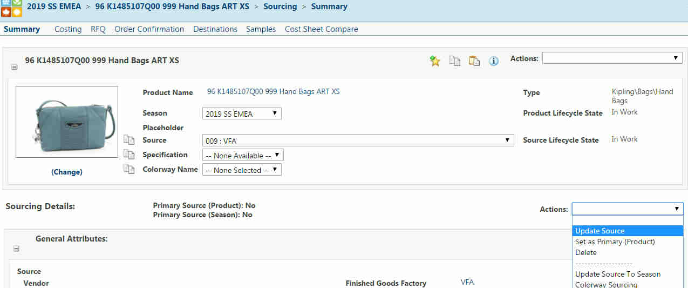 2019 SS EMEA > 96 K1485107Q00 999 Hand Bags ART XS > Sourcing > Summary
Summary Costing RFQ Order Confirmation Destinations Samples Cost Sheet Compare
96 K1485107Q00 999 Hand Bags ART XS
Actions:
Product Name 96 K1485107Q00 999 Hand Bags ART XS Type Kipling\Bags\Hand Bags
Season 2019 SS EMEA Product Lifecycle State In Work
Placeholder
Source 009 : VFA Source Lifecycle State In Work
Specification -- None Available --
Colorway Name -- None Selected --
(Change)
Sourcing Details: Primary Source (Product): No
Primary Source (Season): No
Actions:
Update Source
Set as Primary (Product)
Delete
---------------------
Update Source To Season
Colorway Sourcing
General Attributes:
Source
Vendor Finished Goods Factory VFA